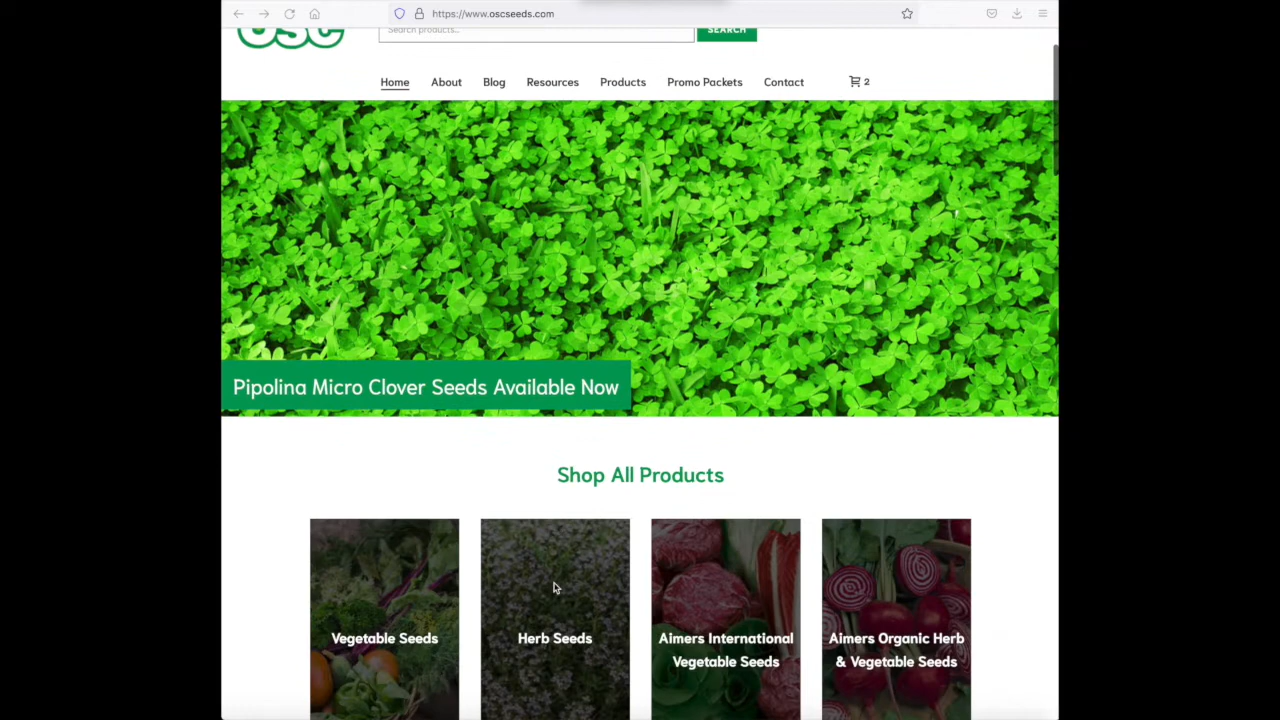 https://www.oscseeds.com
osc
Search products...
SEARCH
Home About Blog Resources Products Promo Packets Contact 2
Pipolina Micro Clover Seeds Available Now
Shop All Products
Vegetable Seeds
Herb Seeds
Aimers International
Vegetable Seeds
Aimers Organic Herb
& Vegetable Seeds